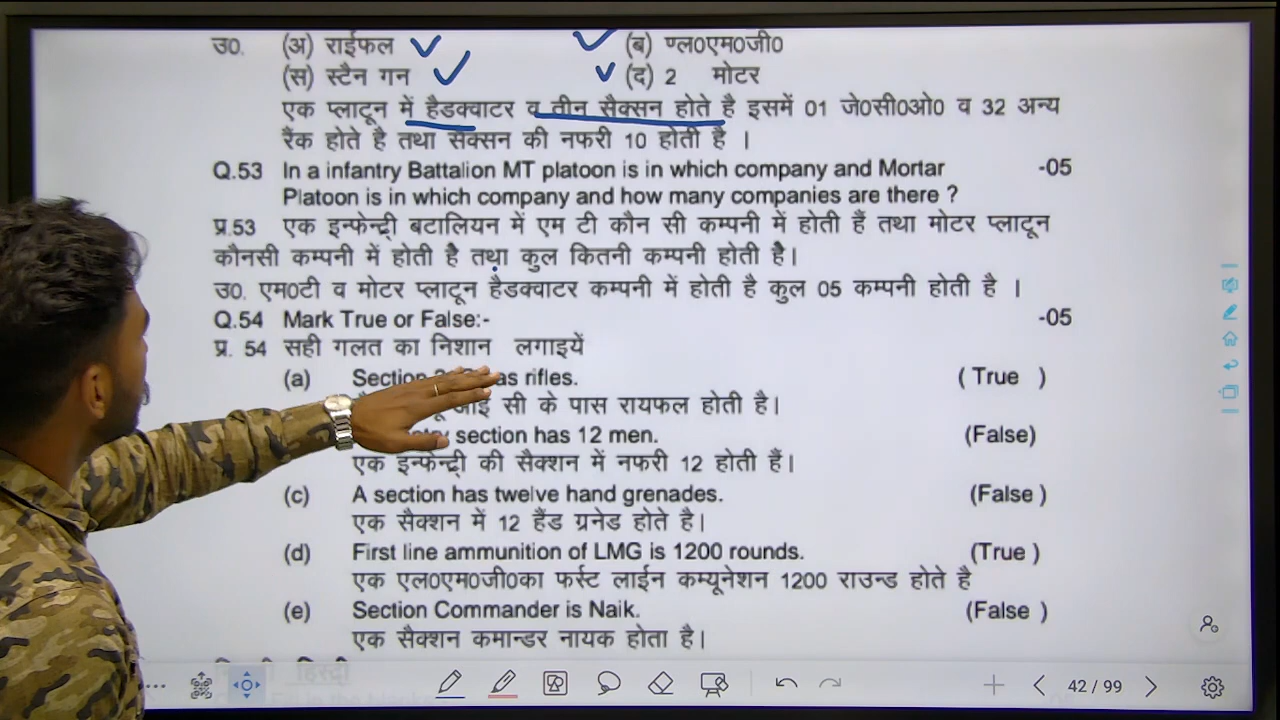 उ0. (अ) राईफल (ब) ण्ल0एम0जी0
(स) स्टैन गन (द) 2 मोटर
एक प्लाटून में हैडक्वाटर व तीन सैक्सन होते है इसमें 01 जे0सी0ओ0 व 32 अन्य
रैंक होते है तथा सैक्सन की नफरी 10 होती है ।
Q.53 In a infantry Battalion MT platoon is in which company and Mortar -05
Platoon is in which company and how many companies are there ?
प्र.53 एक इन्फेन्ट्री बटालियन में एम टी कौन सी कम्पनी में होती हैं तथा मोटर प्लाटून
कौनसी कम्पनी में होती है तथा कुल कितनी कम्पनी होती है।
उ0. एम0टी व मोटर प्लाटून हैडक्वाटर कम्पनी में होती है कुल 05 कम्पनी होती है ।
Q.54 Mark True or False:- -05
प्र. 54 सही गलत का निशान लगाइयें
(a) Section as rifles. ( True )
आई सी के पास रायफल होती है।
section has 12 men. (False)
एक इन्फेन्ट्री की सैक्शन में नफरी 12 होती हैं।
(c) A section has twelve hand grenades. (False )
एक सैक्शन में 12 हैंड ग्रनेड होते है।
(d) First line ammunition of LMG is 1200 rounds. (True )
एक एल0एम0जी0का फर्स्ट लाईन कम्यूनेशन 1200 राउन्ड होते है
(e) Section Commander is Naik. (False )
एक सैक्शन कमान्डर नायक होता है।
हिस्दी
42 / 99